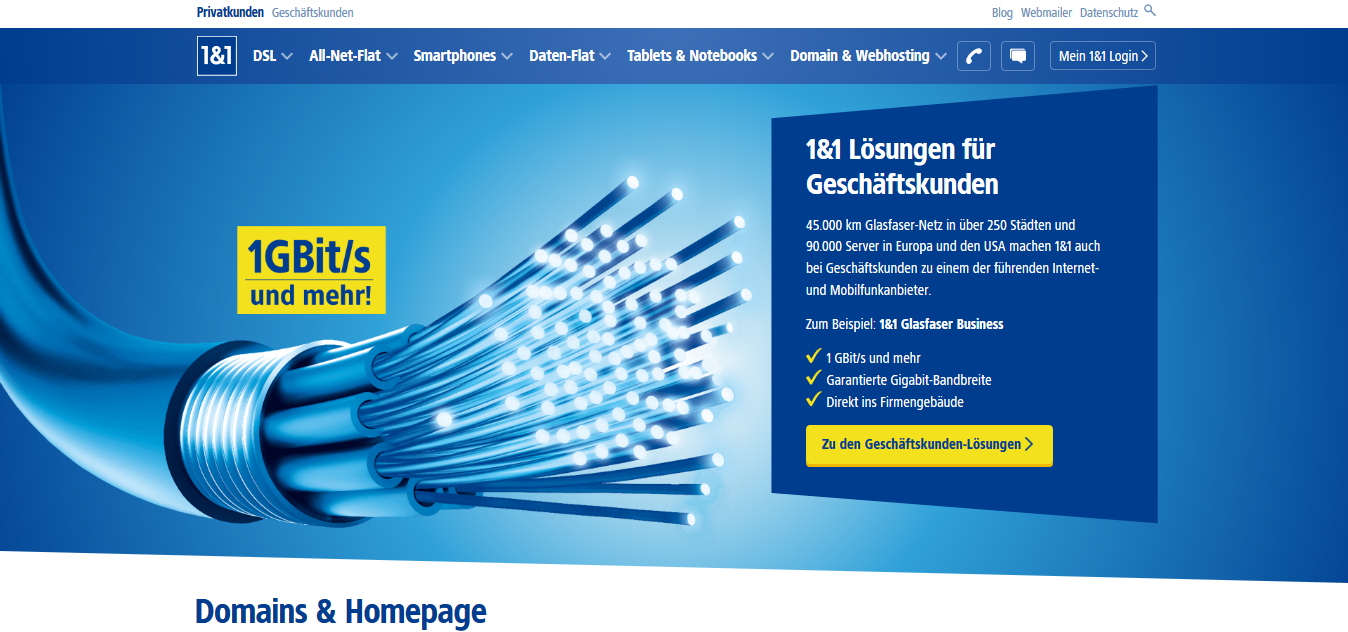 Privatkunden Geschäftskunden Blog Webmailer Datenschutz
1&1 DSL All-Net-Flat Smartphones Daten-Flat Tablets & Notebooks Domain & Webhosting Mein 1&1 Login
1&1 Lösungen für
Geschäftskunden
45.000 km Glasfaser-Netz in über 250 Städten und
90.000 Server in Europa und den USA machen 1&1 auch
bei Geschäftskunden zu einem der führenden Internet-
und Mobilfunkanbieter.
1GBit/s
und mehr!
Zum Beispiel: 1&1 Glasfaser Business
1 GBit/s und mehr
Garantierte Gigabit-Bandbreite
Direkt ins Firmengebäude
Zu den Geschäftskunden-Lösungen
Domains & Homepage